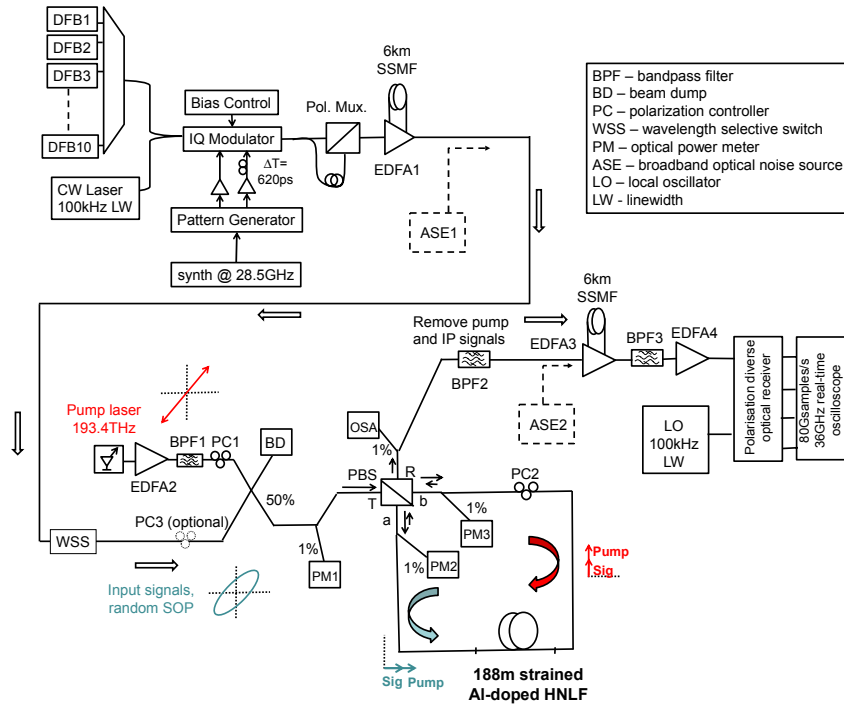 DFB1
DFB2
DFB3
DFB10
CW Laser
100kHz LW
Bias Control
IQ Modulator
ΔT=
620ps
Pattern Generator
synth @ 28.5GHz
Pol. Mux.
6km
SSMF
EDFA1
ASE1
BPF – bandpass filter
BD – beam dump
PC – polarization controller
WSS – wavelength selective switch
PM – optical power meter
ASE – broadband optical noise source
LO – local oscillator
LW - linewidth
6km
SSMF
Remove pump
and IP signals
BPF2
EDFA3
BPF3
EDFA4
ASE2
Polarisation diverse
optical receiver
80Gsamples/s
36GHz real-time
oscilloscope
LO
100kHz
LW
Pump laser
193.4THz
EDFA2
BPF1
PC1
BD
50%
PC3 (optional)
WSS
Input signals,
random SOP
1%
PM1
OSA
1%
PBS
R
T
b
a
1%
PM2
1%
PM3
PC2
Pump
Sig
Sig
Pump
188m strained
Al-doped HNLF